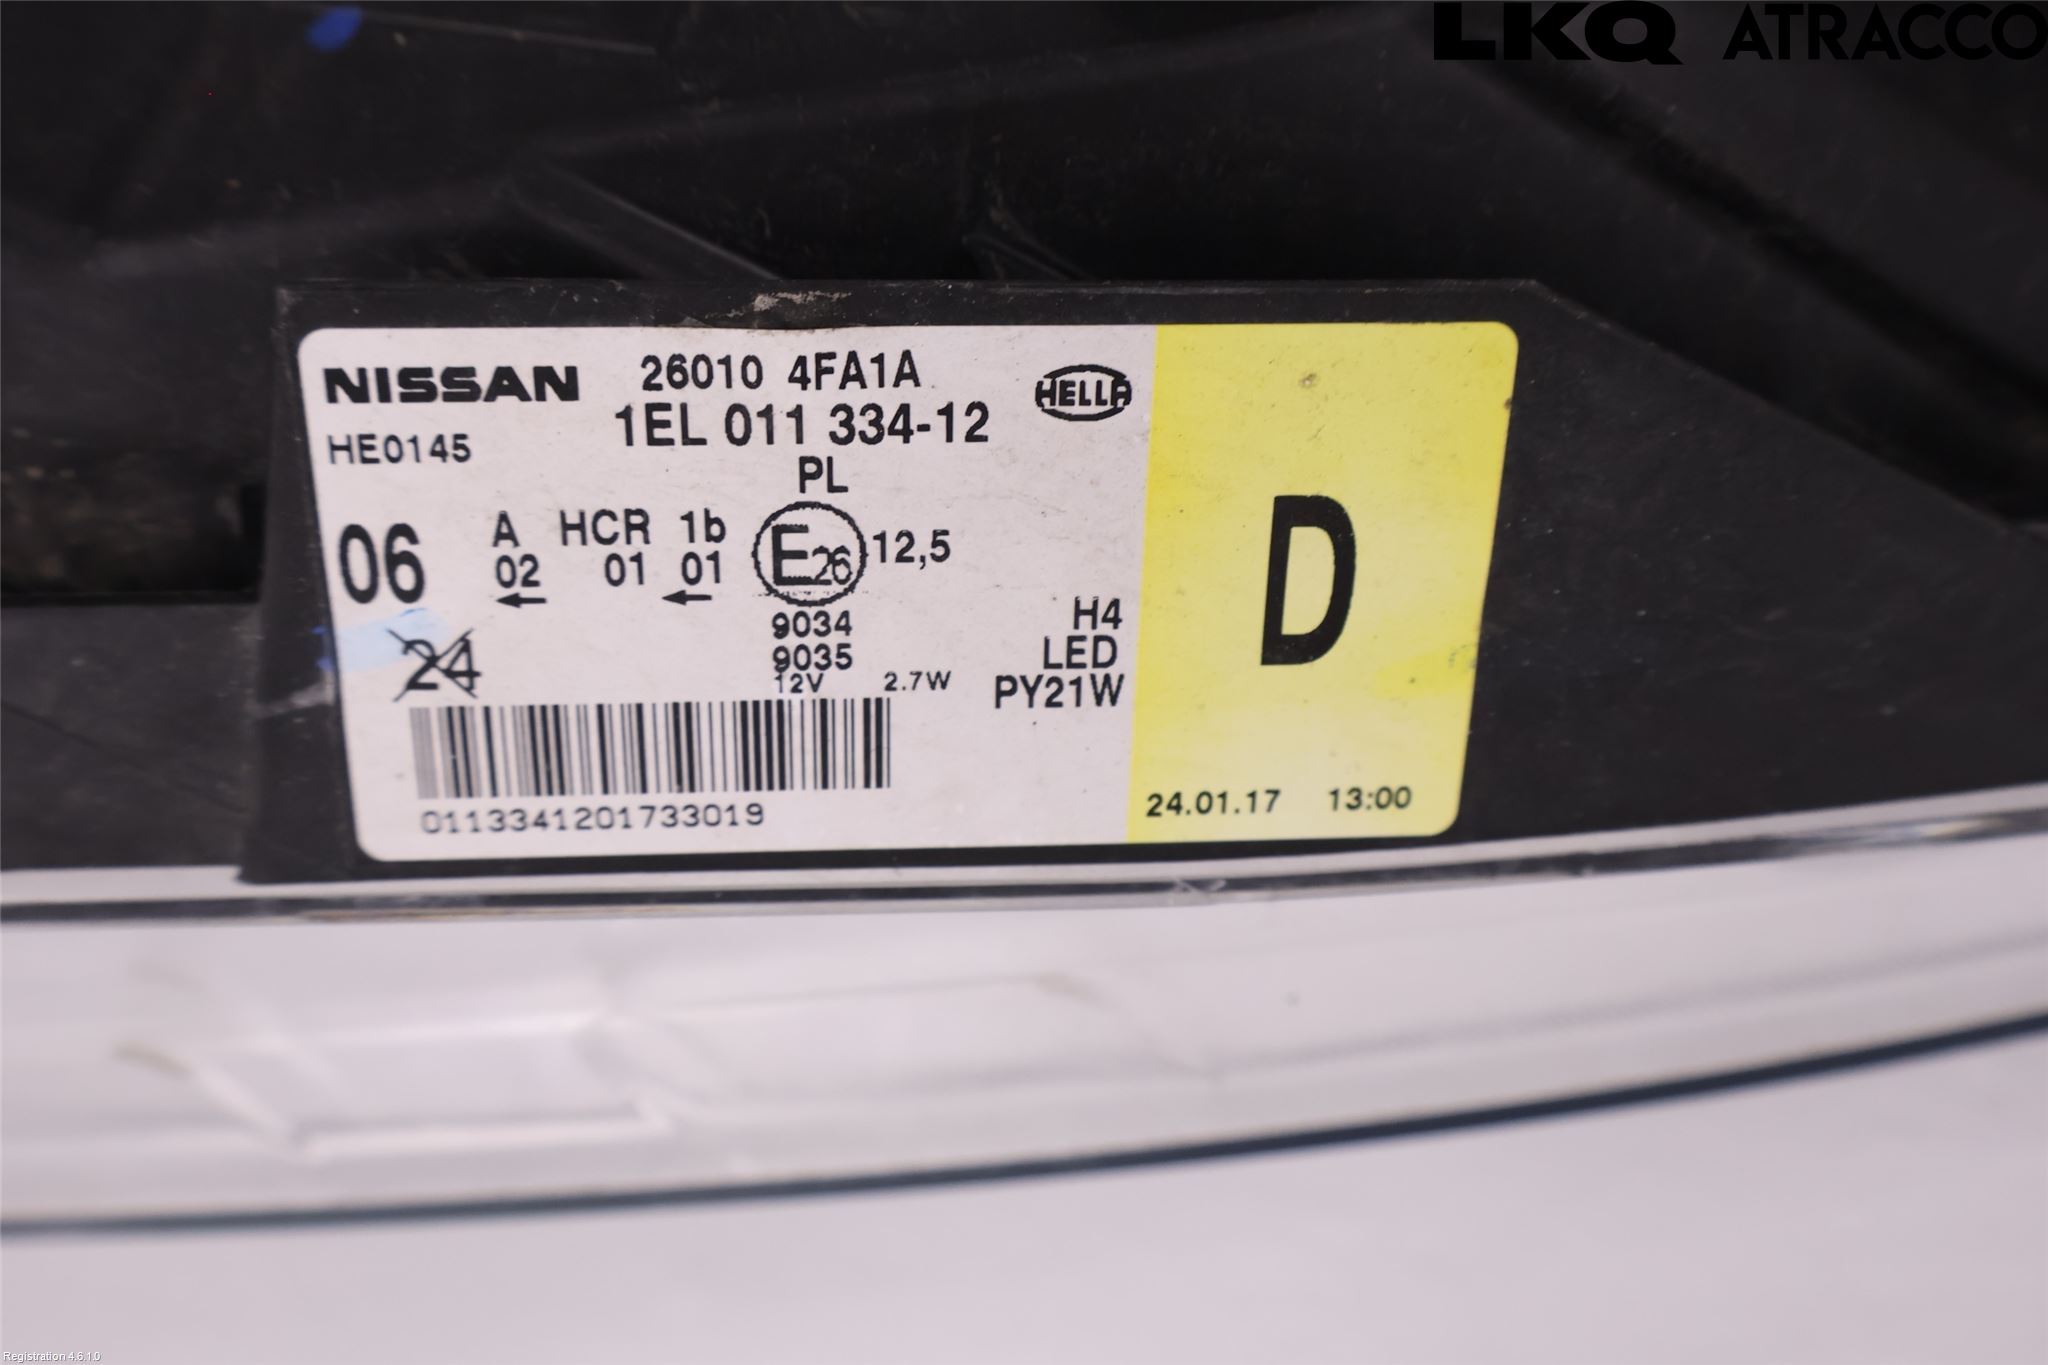 LKQ ATRACCO
NISSAN 26010 4FA1A HELLA
HE0145 1EL 011 334-12
PL
06 A HCR 1b E26 12,5
02 01 01
9034
9035
24
12V 2.7W
H4
LED
PY21W
D
0113341201733019
24.01.17 13:00
Registration 4.6.1.0